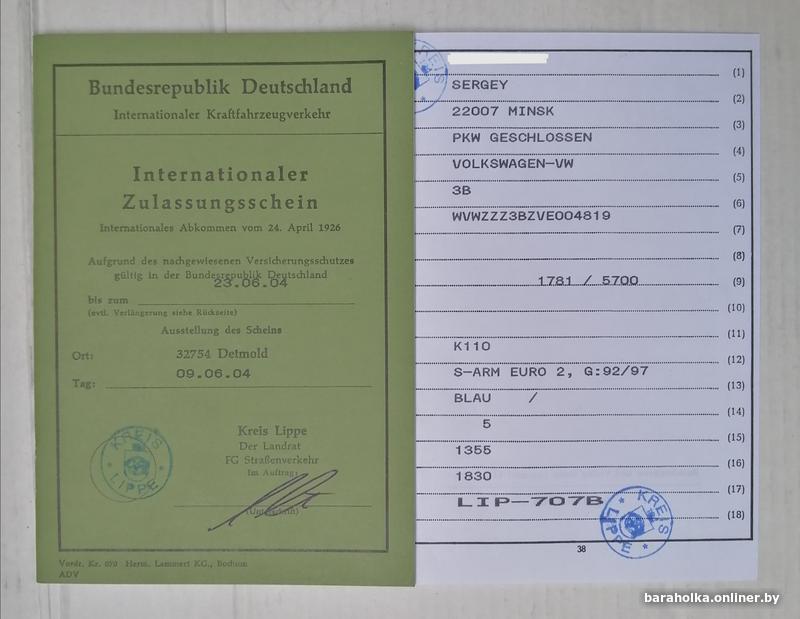 Bundesrepublik Deutschland
Internationaler Kraftfahrzeugverkehr
Internationaler
Zulassungsschein
Internationales Abkommen vom 24. April 1926
Aufgrund des nachgewiesenen Versicherungsschutzes
gültig in der Bundesrepublik Deutschland
23.06.04
bis zum
(evtl. Verlängerung siehe Rückseite)
Ausstellung des Scheins
Ort: 32754 Detmold
Tag: 09.06.04
Kreis Lippe
Der Landrat
FG Straßenverkehr
Im Auftrag:
(Unterschrift)
KREIS
LIPPE
Vordr. Kr. 070 Herm. Lammert KG., Bochum
ADV
KREIS
(1)
SERGEY
(2)
22007 MINSK
(3)
PKW GESCHLOSSEN
(4)
VOLKSWAGEN-VW
(5)
3B
(6)
WVWZZZ3BZVE004819
(7)
(8)
1781 / 5700 (9)
(10)
(11)
K110
(12)
S-ARM EURO 2, G:92/97
(13)
BLAU /
(14)
5
(15)
1355
(16)
1830
(17)
LIP-707B
(18)
KREIS
LIPPE
38
baraholka.onliner.by